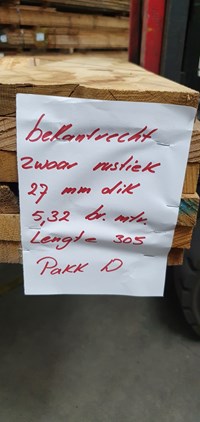 bekantrecht
zwaar rustiek
27 mm dik
5,32 br. mtr.
Lengte 305
Pakk D